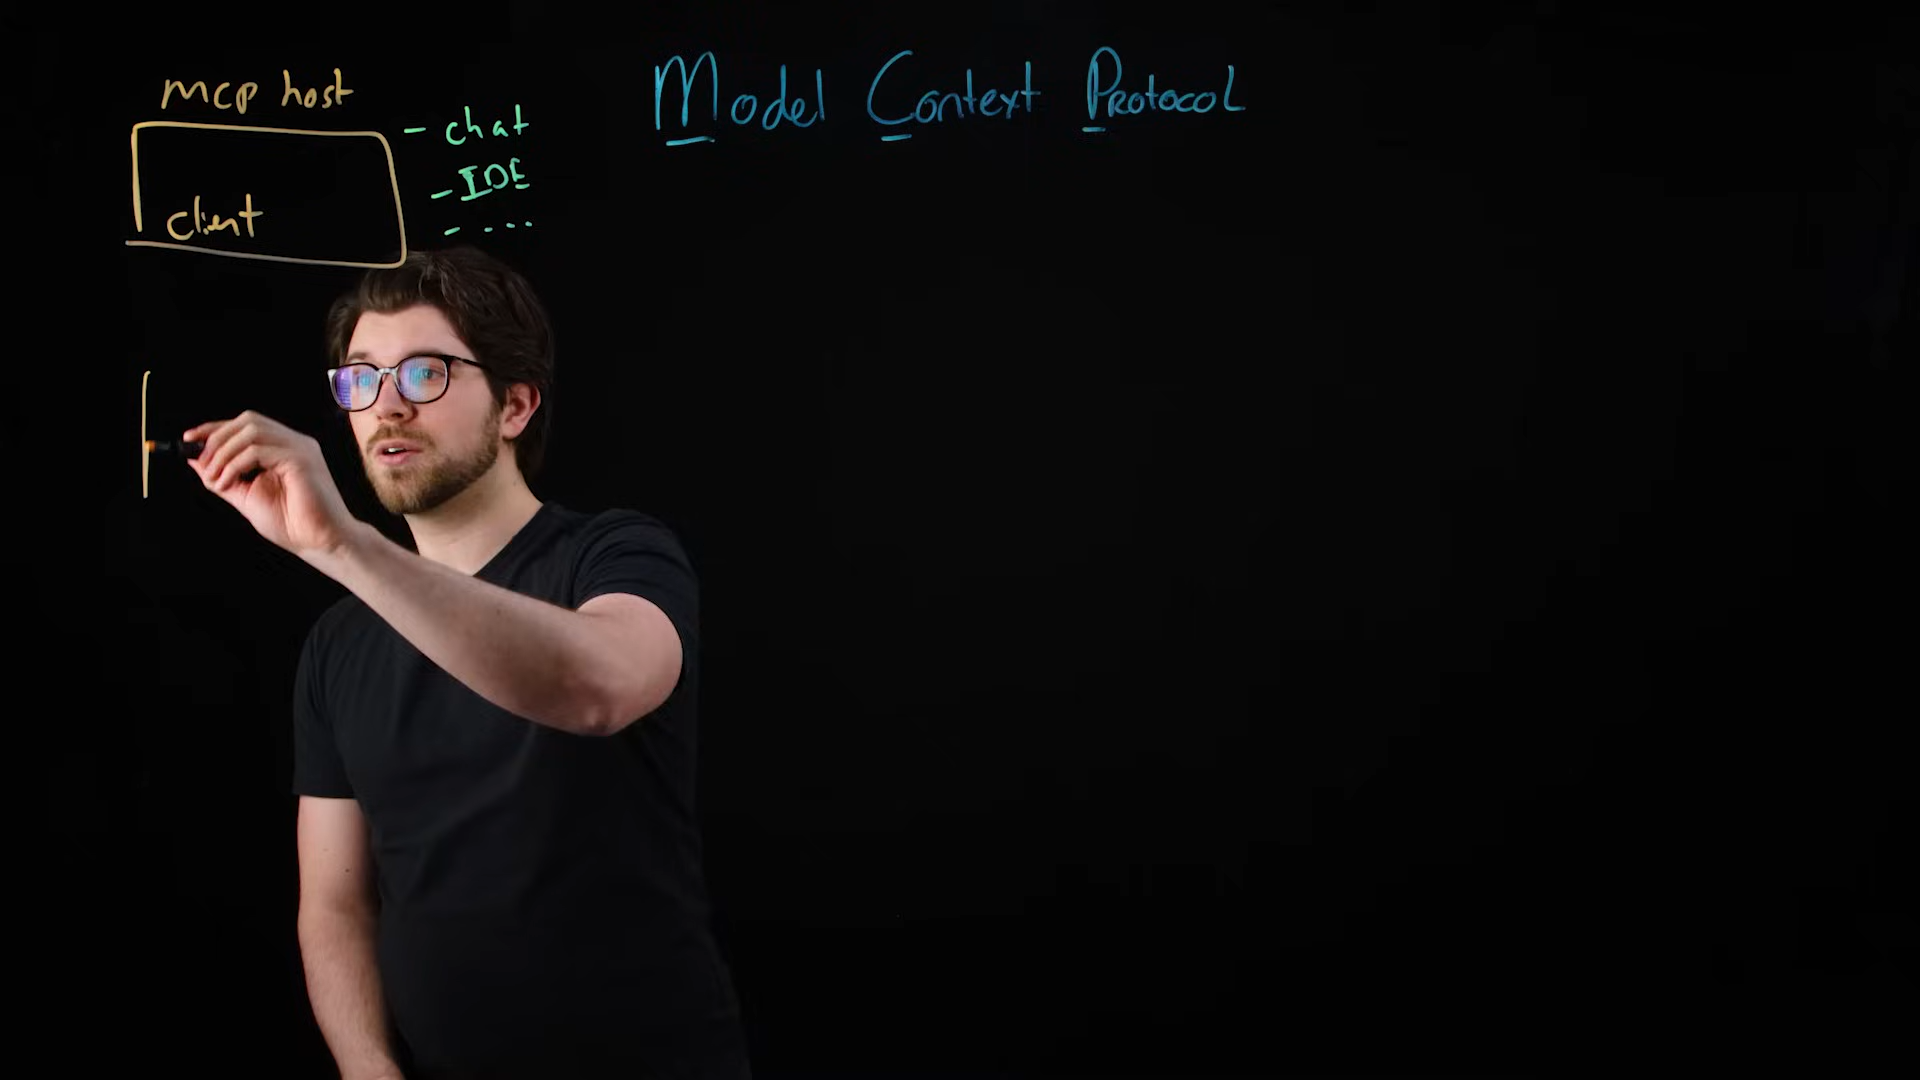 mcp host
client
- chat
- IDE
- ...
Model Context Protocol